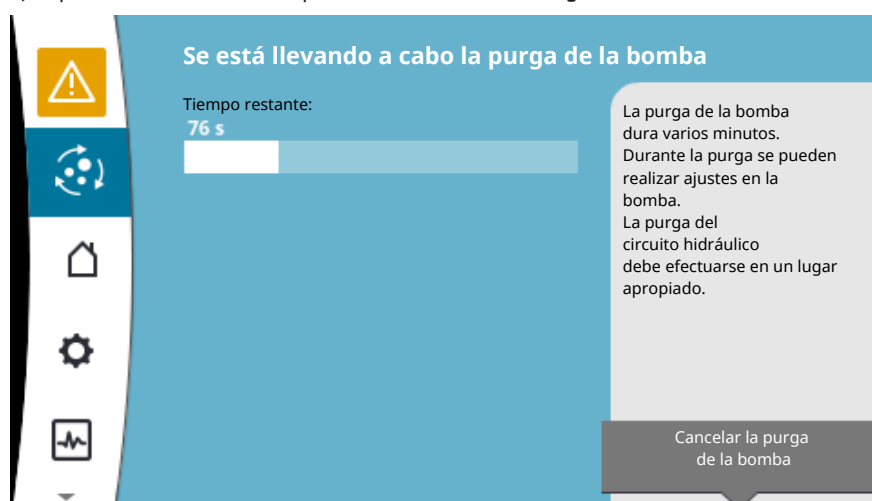 Se está llevando a cabo la purga de la bomba
Tiempo restante:
76 s
La purga de la bomba
dura varios minutos.
Durante la purga se pueden
realizar ajustes en la
bomba.
La purga del
circuito hidráulico
debe efectuarse en un lugar
apropiado.
Cancelar la purga
de la bomba